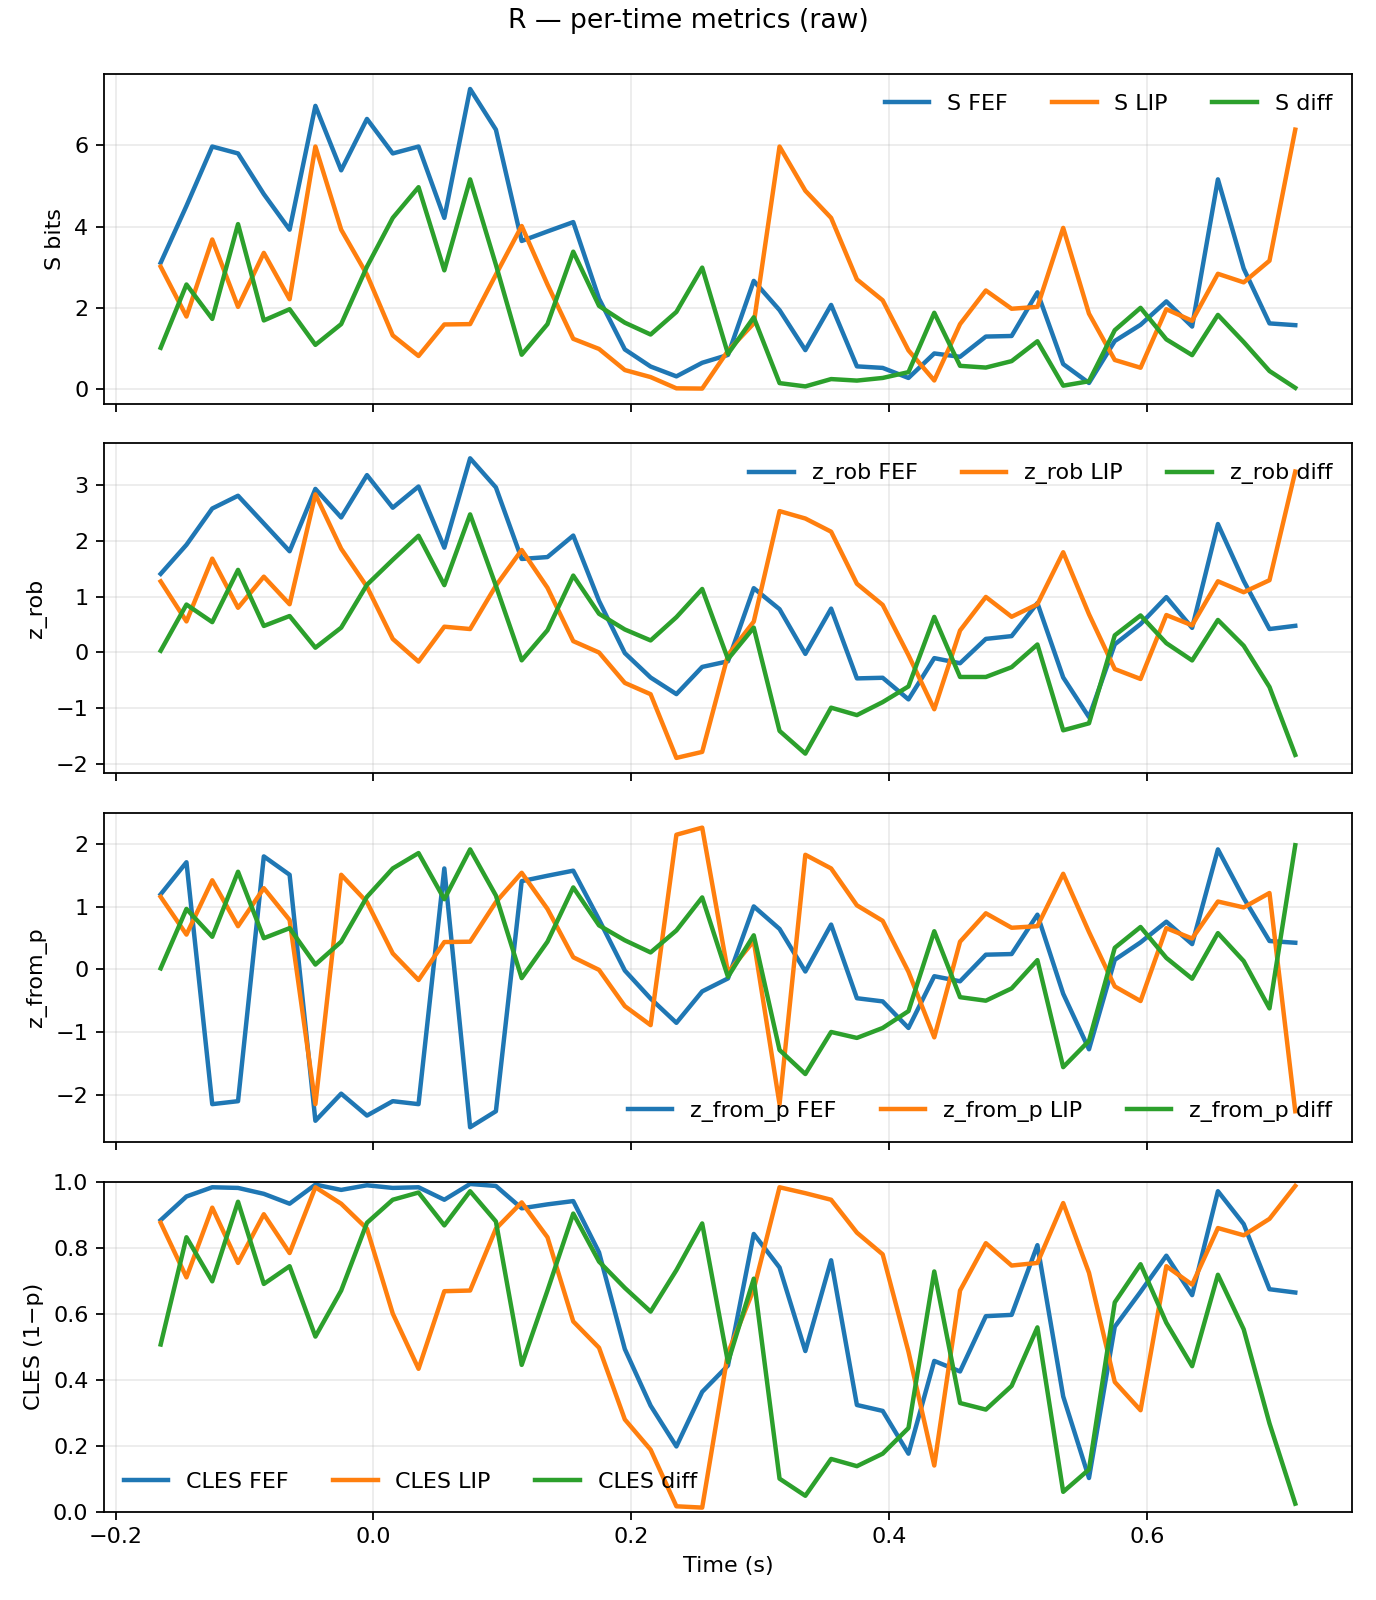 R — per-time metrics (raw)
S FEF S LIP S diff
6
4
2
0
S bits
z_rob FEF z_rob LIP z_rob diff
3
2
1
0
−1
−2
z_rob
2
1
0
−1
−2
z_from_p
z_from_p FEF z_from_p LIP z_from_p diff
1.0
0.8
0.6
0.4
0.2
0.0
CLES (1−p)
CLES FEF CLES LIP CLES diff
−0.2 0.0 0.2 0.4 0.6
Time (s)